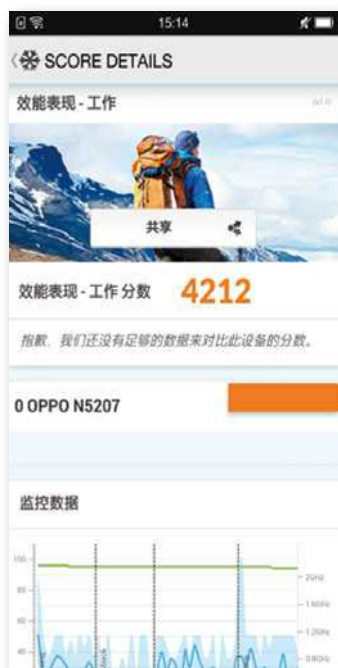 15:14
SCORE DETAILS
效能表现 - 工作
共享
效能表现 - 工作 分数 4212
抱歉，我们还没有足够的数据来对比此设备的分数。
0 OPPO N5207
监控数据
100
2GHz
80
1.6GHz
60
1.2GHz
40
0.8GHz